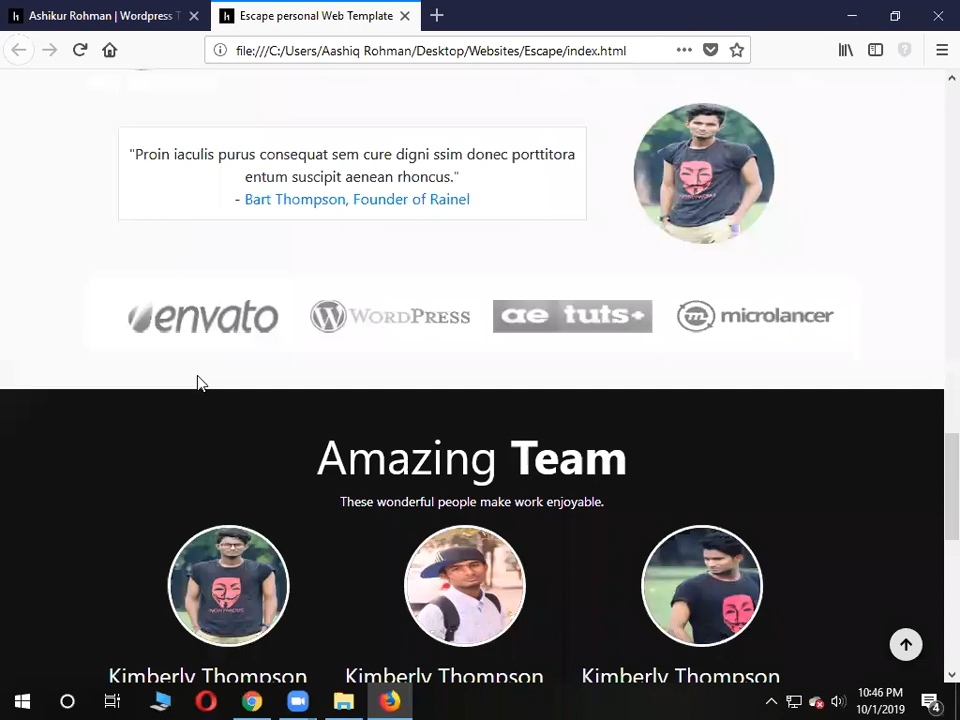 Ashikur Rohman | Wordpress T
Escape personal Web Template
file:///C:/Users/Aashiq Rohman/Desktop/Websites/Escape/index.html
"Proin iaculis purus consequat sem cure digni ssim donec porttitora
entum suscipit aenean rhoncus."
- Bart Thompson, Founder of Rainel
envato
WORDPRESS
ae tuts+
microlancer
Amazing Team
These wonderful people make work enjoyable.
Kimberly Thompson
Kimberly Thompson
Kimberly Thompson
10:46 PM
10/1/2019
4